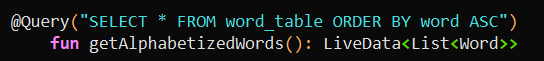 @Query("SELECT * FROM word_table ORDER BY word ASC")
fun getAlphabetizedWords(): LiveData<List<Word>>